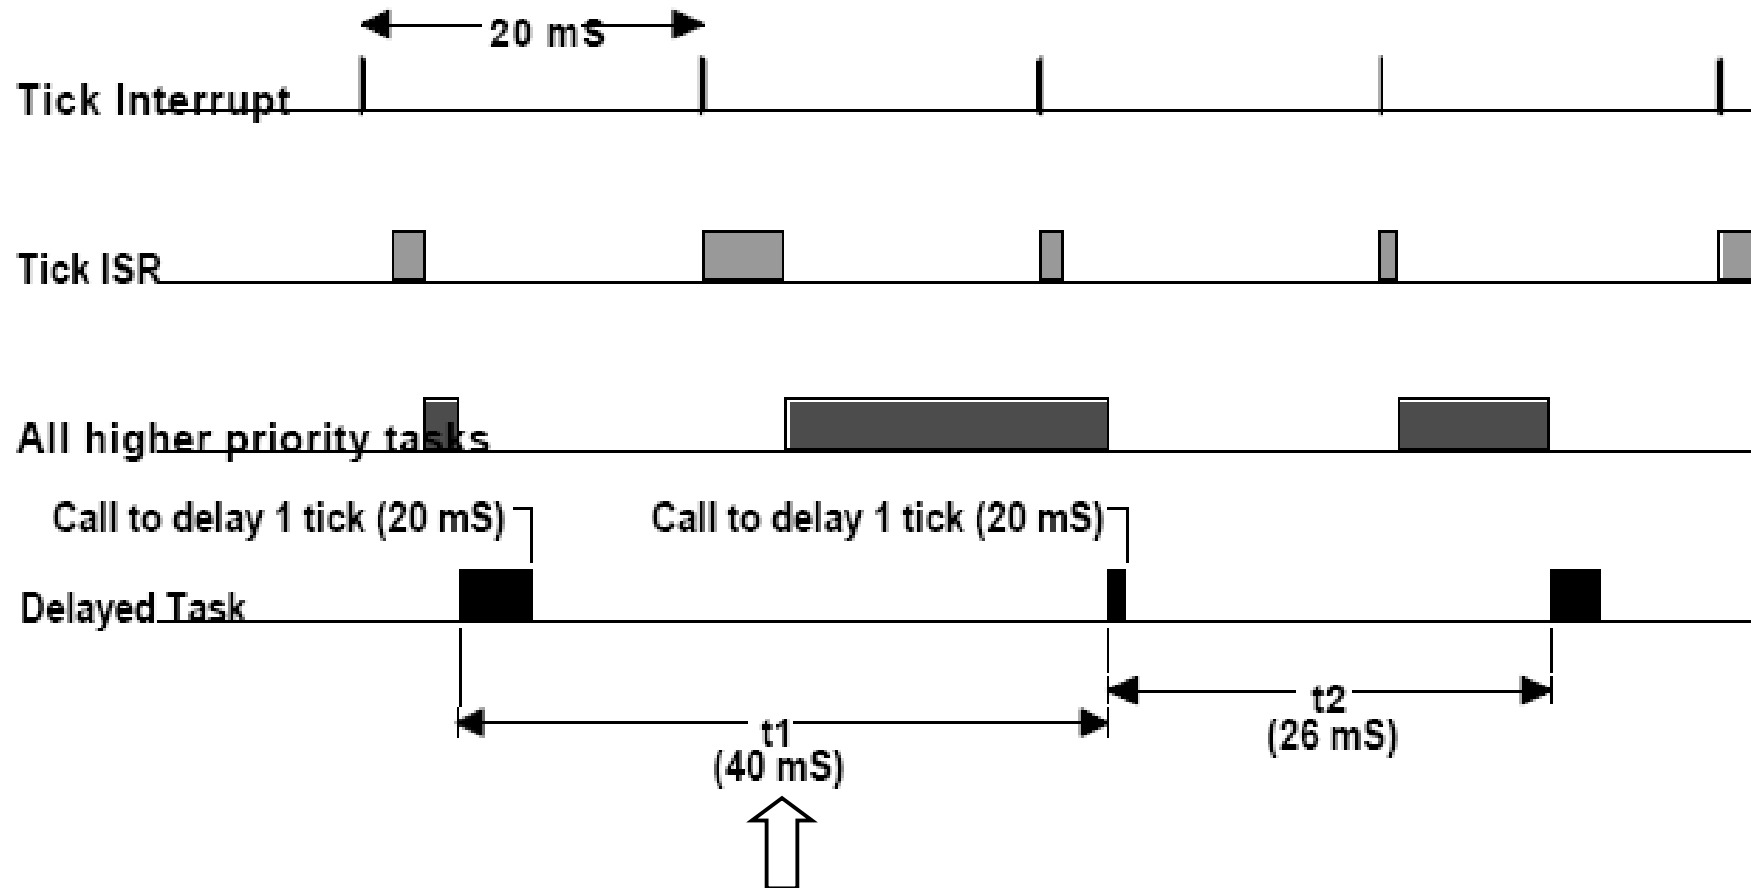 20 mS
Tick Interrupt
Tick ISR
All higher priority tasks
Call to delay 1 tick (20 mS)
Call to delay 1 tick (20 mS)
Delayed Task
t1
(40 mS)
t2
(26 mS)